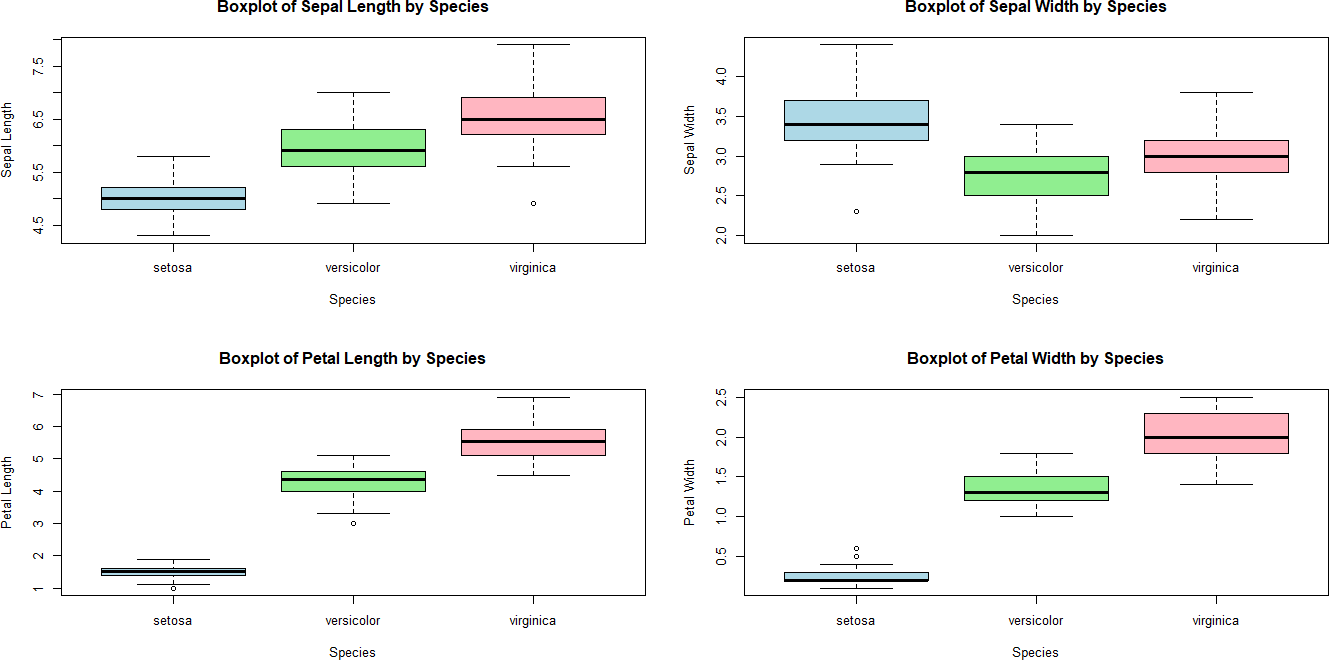 Boxplot of Sepal Length by Species
Sepal Length
7.5
6.5
5.5
4.5
setosa versicolor virginica
Species
Boxplot of Sepal Width by Species
Sepal Width
4.0
3.5
3.0
2.5
2.0
setosa versicolor virginica
Species
Boxplot of Petal Length by Species
Petal Length
7
6
5
4
3
2
1
setosa versicolor virginica
Species
Boxplot of Petal Width by Species
Petal Width
2.5
2.0
1.5
1.0
0.5
setosa versicolor virginica
Species